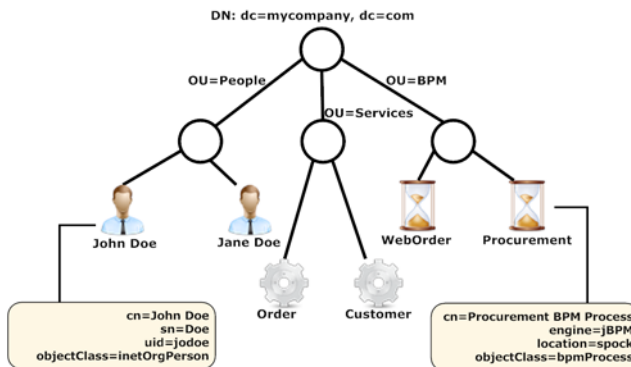 DN: dc=mycompany, dc=com
OU=People
OU=BPM
OU=Services
John Doe
Jane Doe
WebOrder
Procurement
Order
Customer
cn=John Doe
sn=Doe
uid=jodoe
objectClass=inetOrgPerson
cn=Procurement BPM Process
engine=jBPM
location=spock
objectClass=bpmProcess